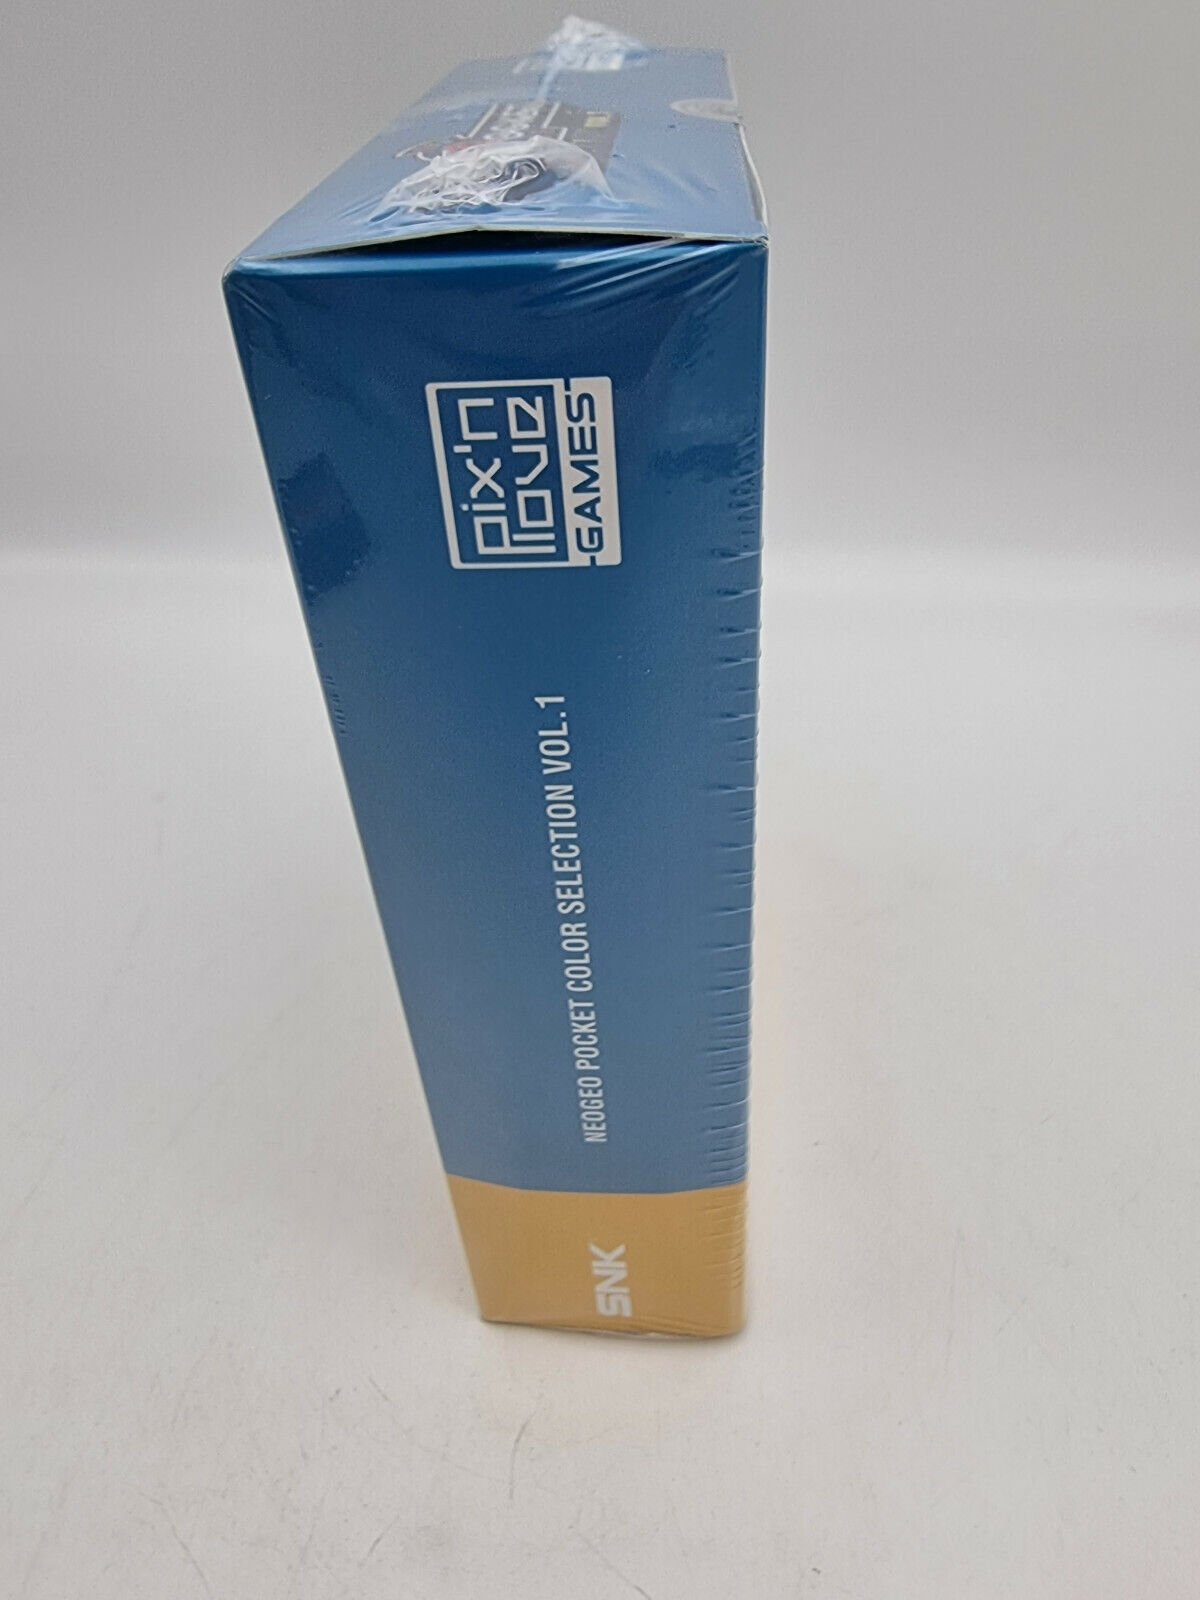 pix'n
love
GAMES
NEOGEO POCKET COLOR SELECTION VOL.1
SNK